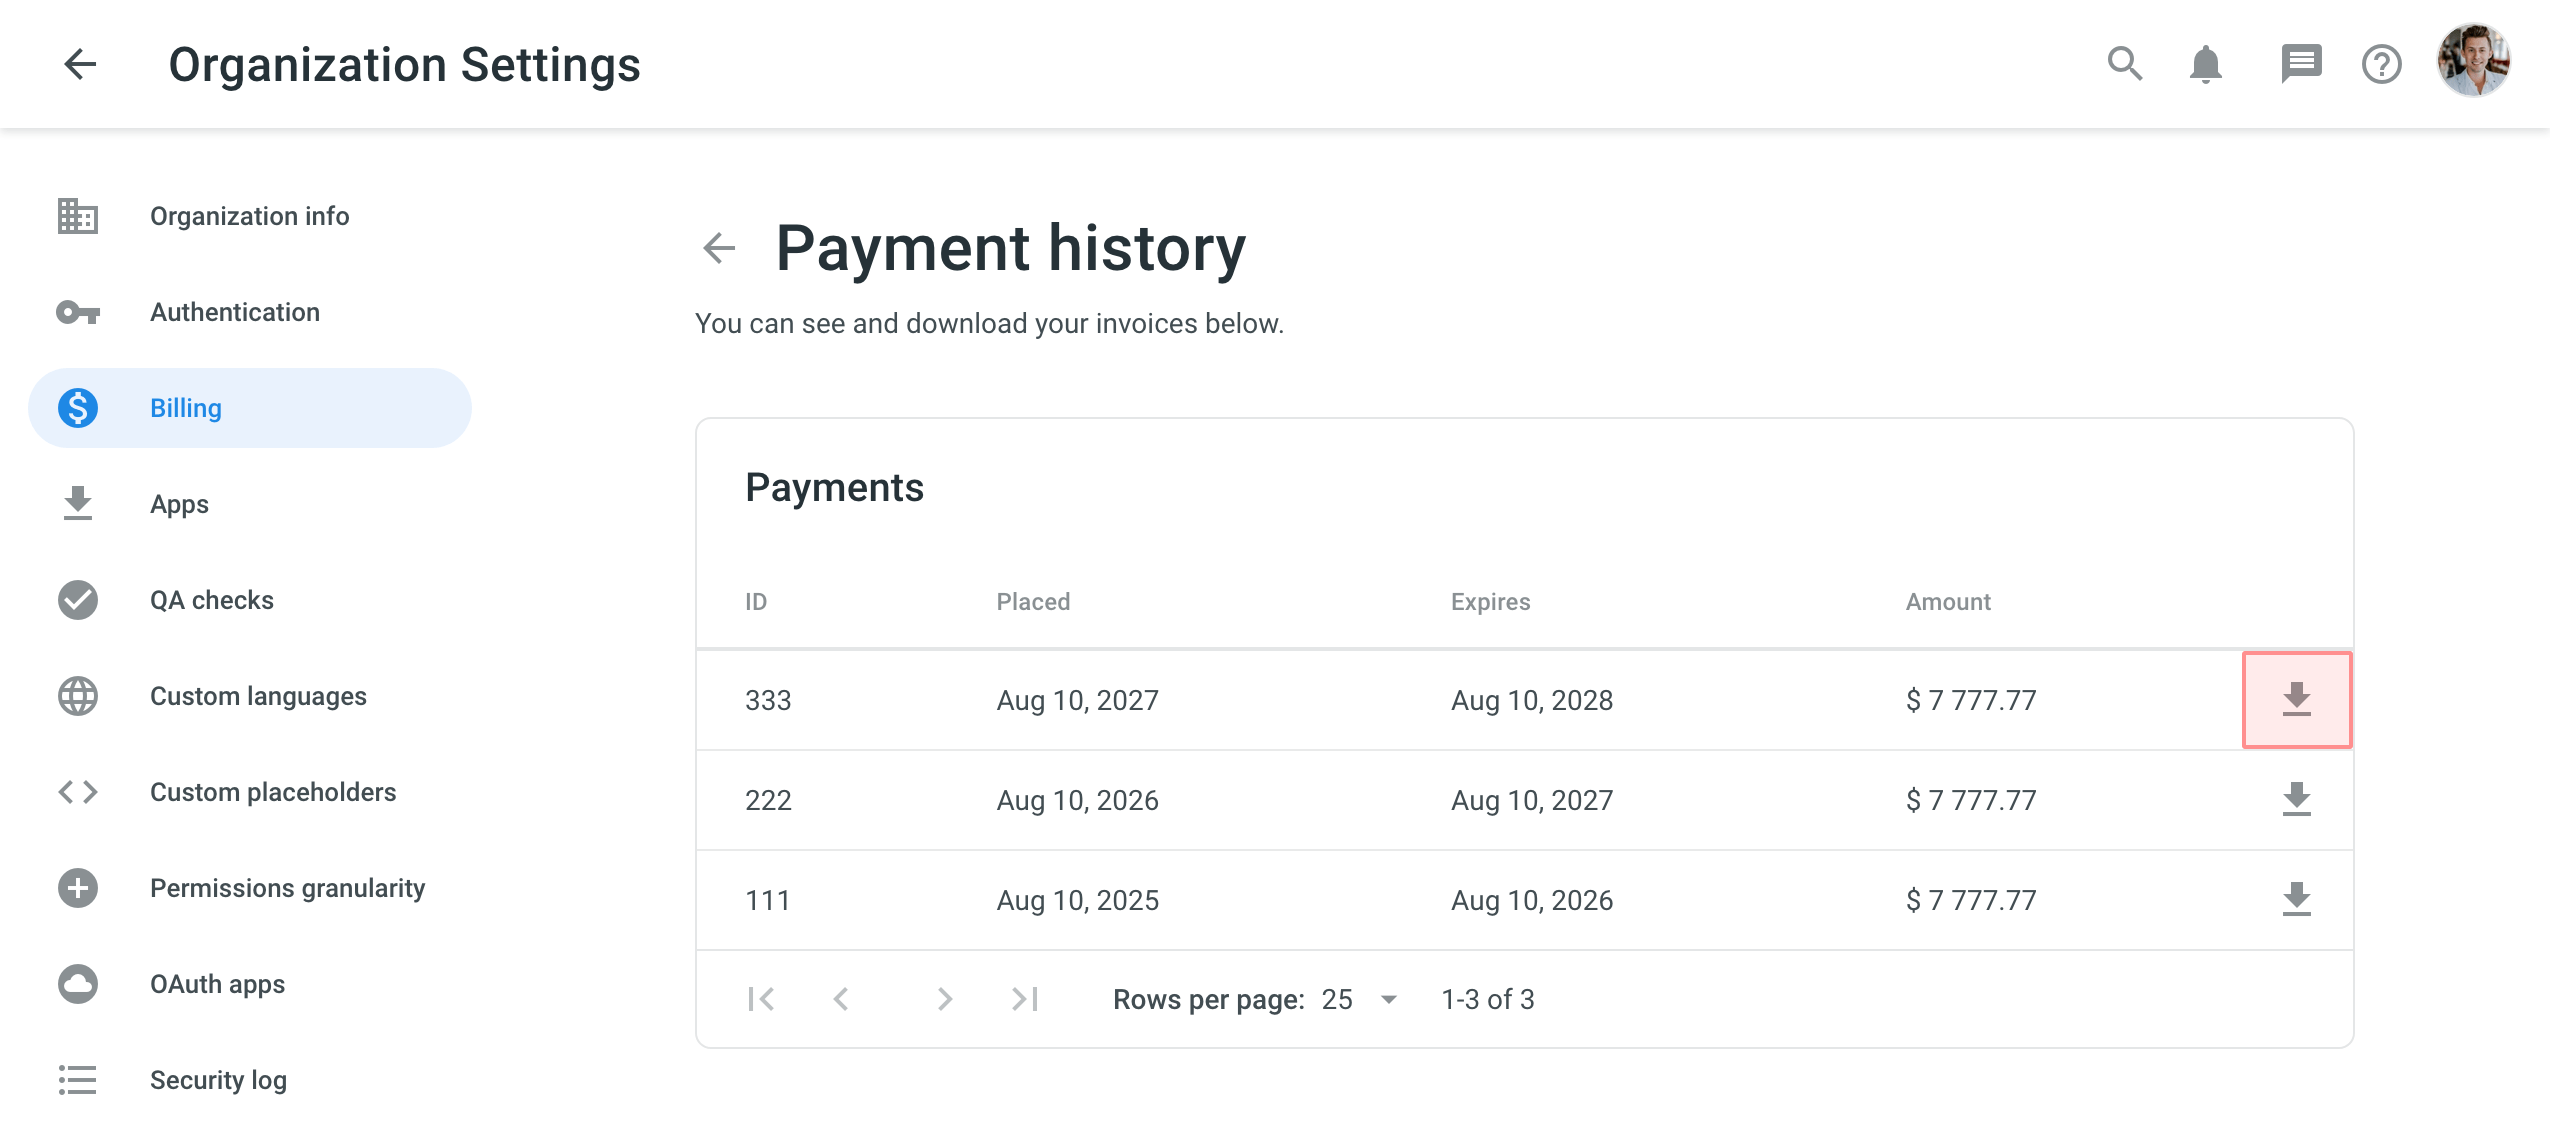 Organization Settings
Organization info
Authentication
Billing
Apps
QA checks
Custom languages
Custom placeholders
Permissions granularity
OAuth apps
Security log
Payment history
You can see and download your invoices below.
Payments
ID Placed Expires Amount
333 Aug 10, 2027 Aug 10, 2028 $ 7 777.77
222 Aug 10, 2026 Aug 10, 2027 $ 7 777.77
111 Aug 10, 2025 Aug 10, 2026 $ 7 777.77
Rows per page: 25 1-3 of 3